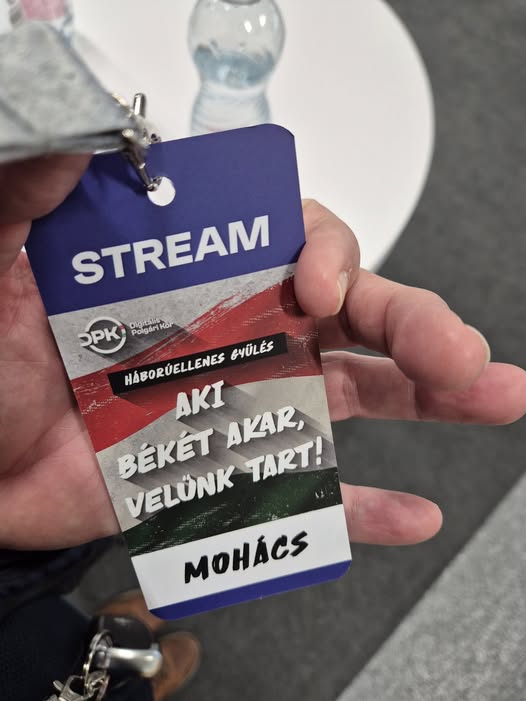 STREAM
DPK
Digitális
Polgári Kör
HÁBORÚELLENES GYŰLÉS
AKI
BÉKÉT AKAR,
VELÜNK TART!
MOHÁCS